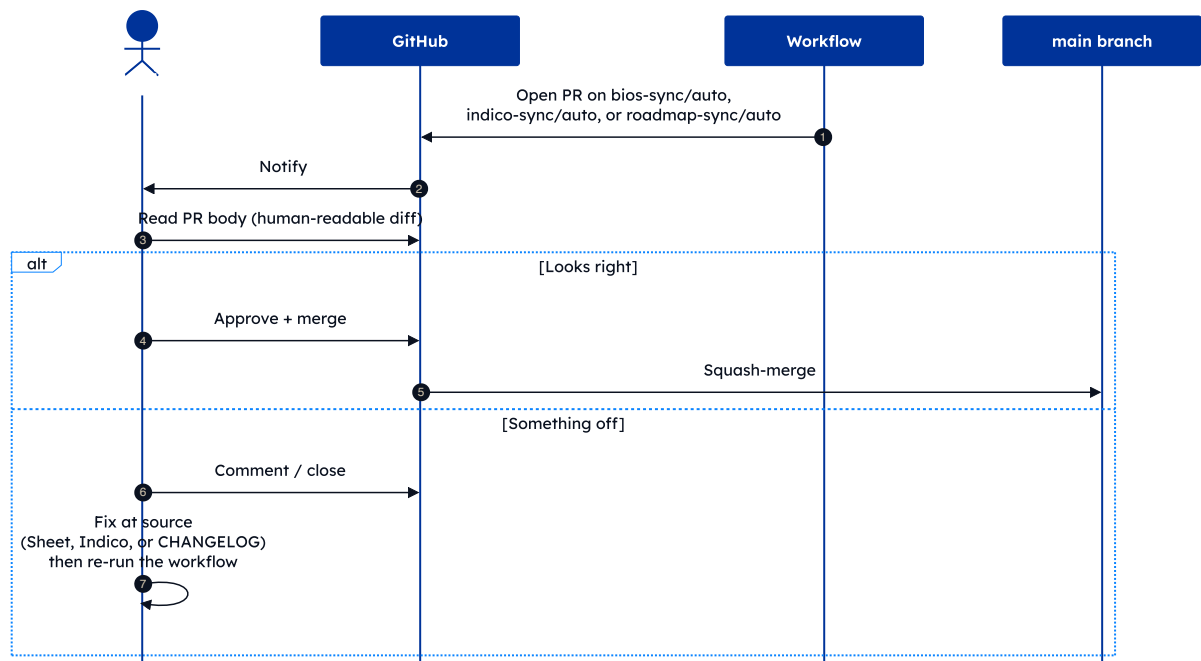 GitHub
Workflow
main branch
Open PR on bios-sync/auto,
indico-sync/auto, or roadmap-sync/auto
1
Notify
2
Read PR body (human-readable diff)
3
alt
[Looks right]
Approve + merge
4
Squash-merge
5
[Something off]
Comment / close
6
Fix at source
(Sheet, Indico, or CHANGELOG)
then re-run the workflow
7